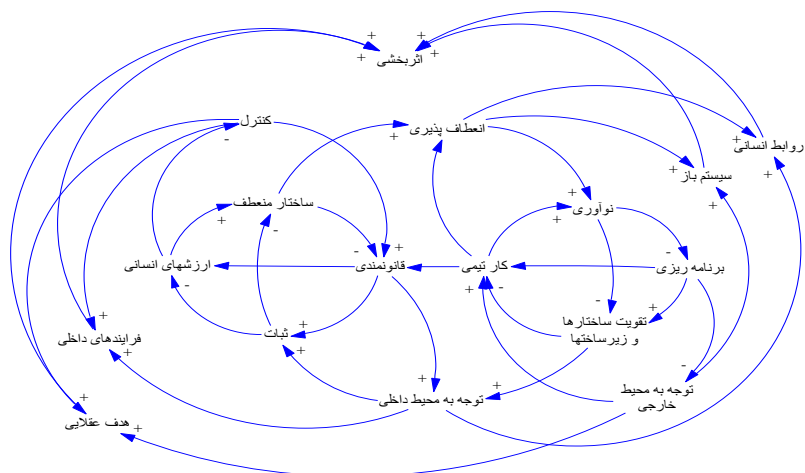 اثربخشی
کنترل
انعطاف پذیری
روابط انسانی
سیستم باز
ساختار منعطف
نوآوری
ارزشهای انسانی
قانونمندی
کار تیمی
برنامه ریزی
فرایندهای داخلی
ثبات
تقویت ساختارها
و زیرساختها
توجه به محیط داخلی
توجه به محیط
خارجی
هدف عقلایی